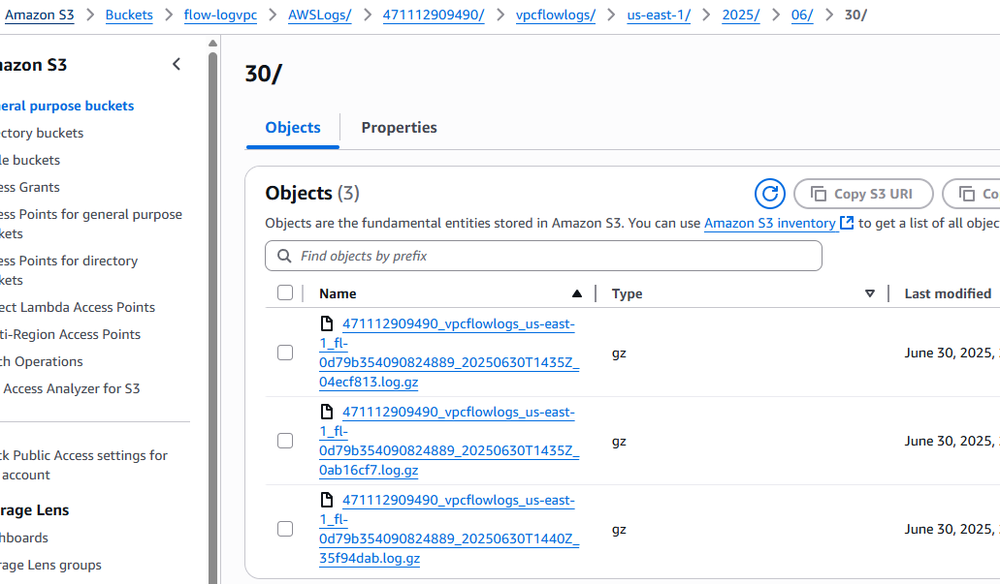 Amazon S3 > Buckets > flow-logvpc > AWSLogs/ > 471112909490/ > vpcflowlogs/ > us-east-1/ > 2025/ > 06/ > 30/
azon S3
eral purpose buckets
ctory buckets
le buckets
ess Grants
ess Points for general purpose
kets
ess Points for directory
kets
ect Lambda Access Points
ti-Region Access Points
ch Operations
Access Analyzer for S3
ck Public Access settings for
account
rage Lens
hboards
rage Lens groups
30/
Objects
Properties
Objects (3)
Copy S3 URI
Co
Objects are the fundamental entities stored in Amazon S3. You can use Amazon S3 inventory to get a list of all objec
Find objects by prefix
Name
Type
Last modified
471112909490_vpcflowlogs_us-east-
1_fl-
0d79b354090824889_20250630T1435Z_
04ecf813.log.gz
gz
June 30, 2025,
471112909490_vpcflowlogs_us-east-
1_fl-
0d79b354090824889_20250630T1435Z_
0ab16cf7.log.gz
gz
June 30, 2025,
471112909490_vpcflowlogs_us-east-
1_fl-
0d79b354090824889_20250630T1440Z_
35f94dab.log.gz
gz
June 30, 2025,